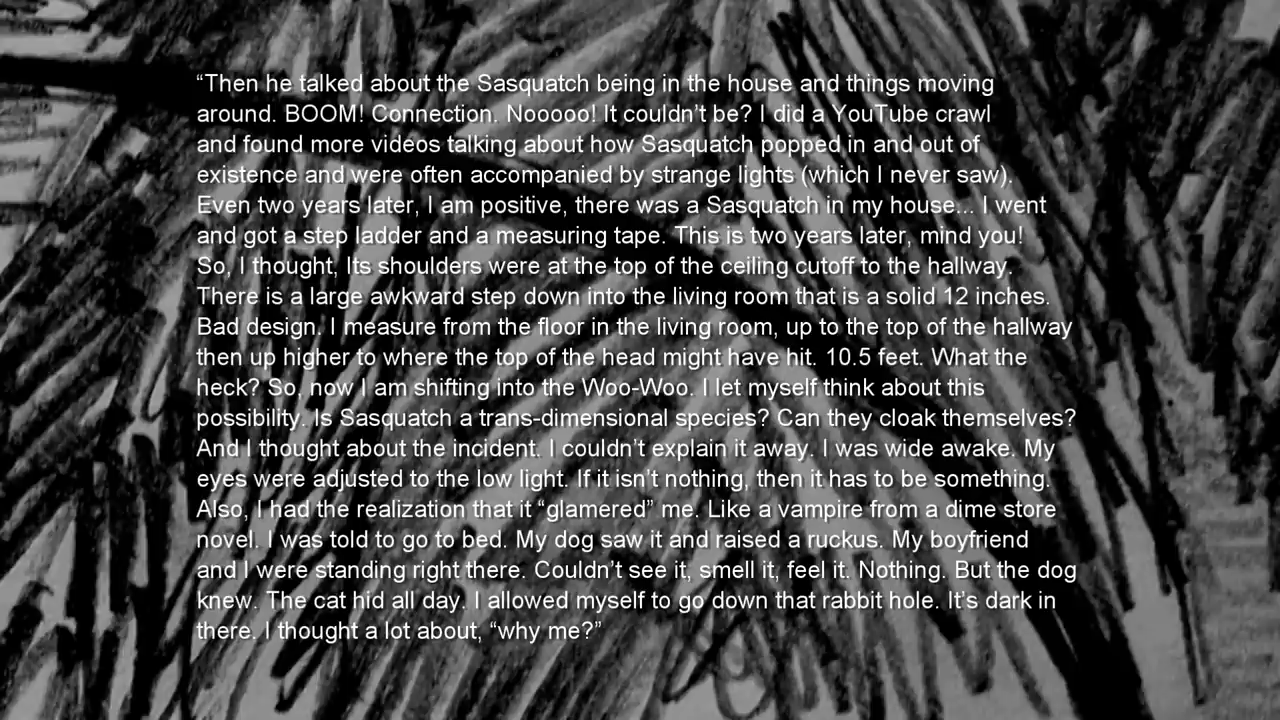 “Then he talked about the Sasquatch being in the house and things moving
around. BOOM! Connection. Nooooo! It couldn’t be? I did a YouTube crawl
and found more videos talking about how Sasquatch popped in and out of
existence and were often accompanied by strange lights (which I never saw).
Even two years later, I am positive, there was a Sasquatch in my house... I went
and got a step ladder and a measuring tape. This is two years later, mind you!
So, I thought, Its shoulders were at the top of the ceiling cutoff to the hallway.
There is a large awkward step down into the living room that is a solid 12 inches.
Bad design. I measure from the floor in the living room, up to the top of the hallway
then up higher to where the top of the head might have hit. 10.5 feet. What the
heck? So, now I am shifting into the Woo-Woo. I let myself think about this
possibility. Is Sasquatch a trans-dimensional species? Can they cloak themselves?
And I thought about the incident. I couldn’t explain it away. I was wide awake. My
eyes were adjusted to the low light. If it isn’t nothing, then it has to be something.
Also, I had the realization that it “glamered” me. Like a vampire from a dime store
novel. I was told to go to bed. My dog saw it and raised a ruckus. My boyfriend
and I were standing right there. Couldn’t see it, smell it, feel it. Nothing. But the dog
knew. The cat hid all day. I allowed myself to go down that rabbit hole. It’s dark in
there. I thought a lot about, “why me?”